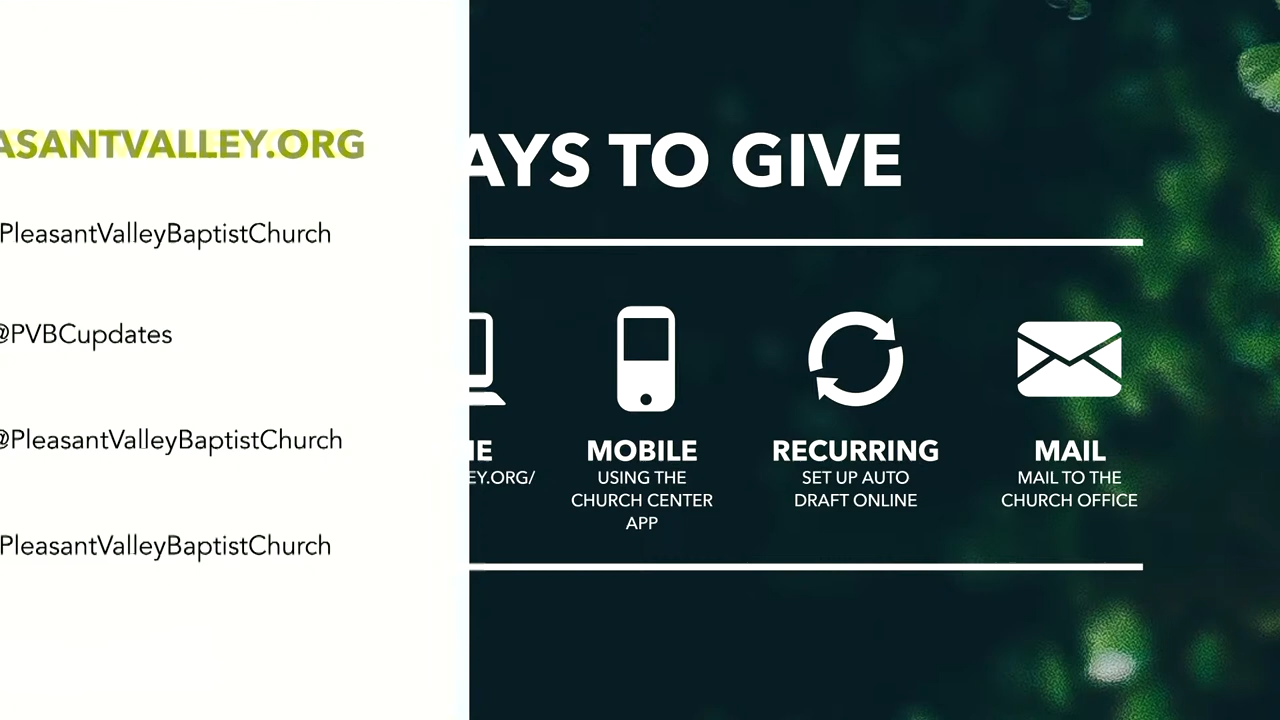 ASANTVALLEY.ORG
PleasantValleyBaptistChurch
@PVBCupdates
@PleasantValleyBaptistChurch
PleasantValleyBaptistChurch
AYS TO GIVE
NE
EY.ORG/
MOBILE
USING THE
CHURCH CENTER
APP
RECURRING
SET UP AUTO
DRAFT ONLINE
MAIL
MAIL TO THE
CHURCH OFFICE